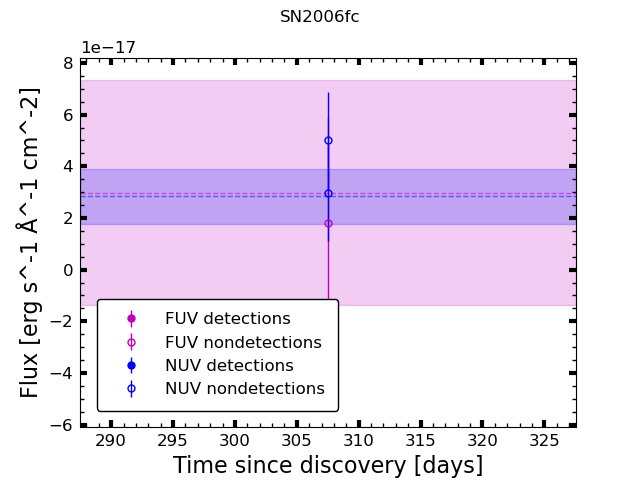 SN2006fc
1e−17
8
6
4
2
0
−2
−4
−6
Flux [erg s^-1 Å^-1 cm^-2]
FUV detections
FUV nondetections
NUV detections
NUV nondetections
290 295 300 305 310 315 320 325
Time since discovery [days]